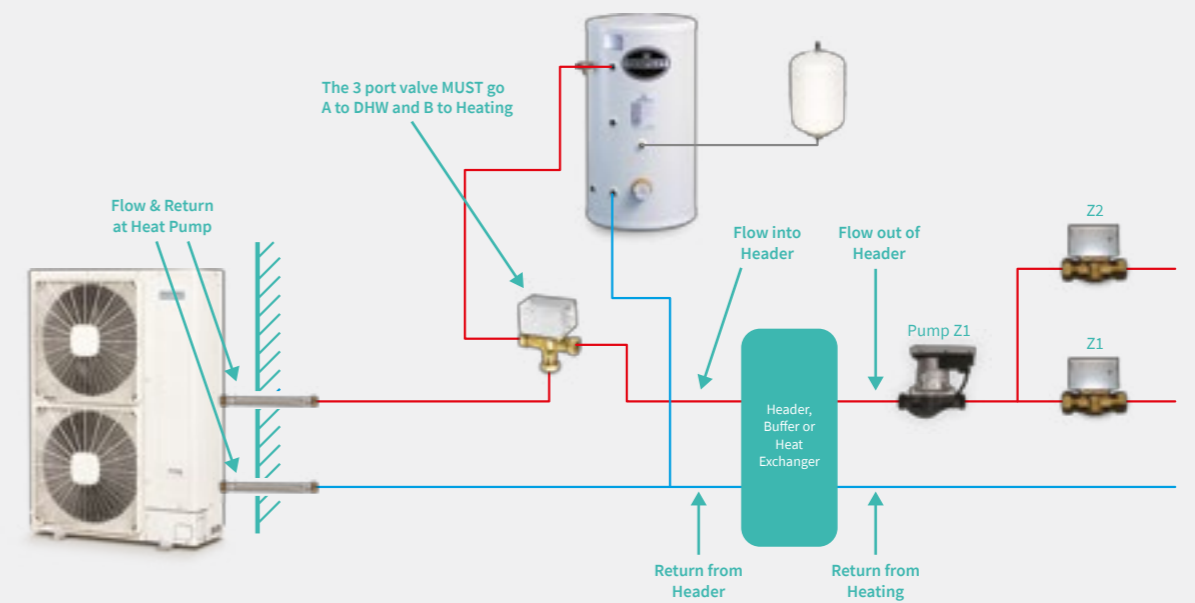 The 3 port valve MUST go
A to DHW and B to Heating
Flow & Return
at Heat Pump
Flow into
Header
Flow out of
Header
Z2
Pump Z1
Z1
Header,
Buffer or
Heat
Exchanger
Return from
Header
Return from
Heating